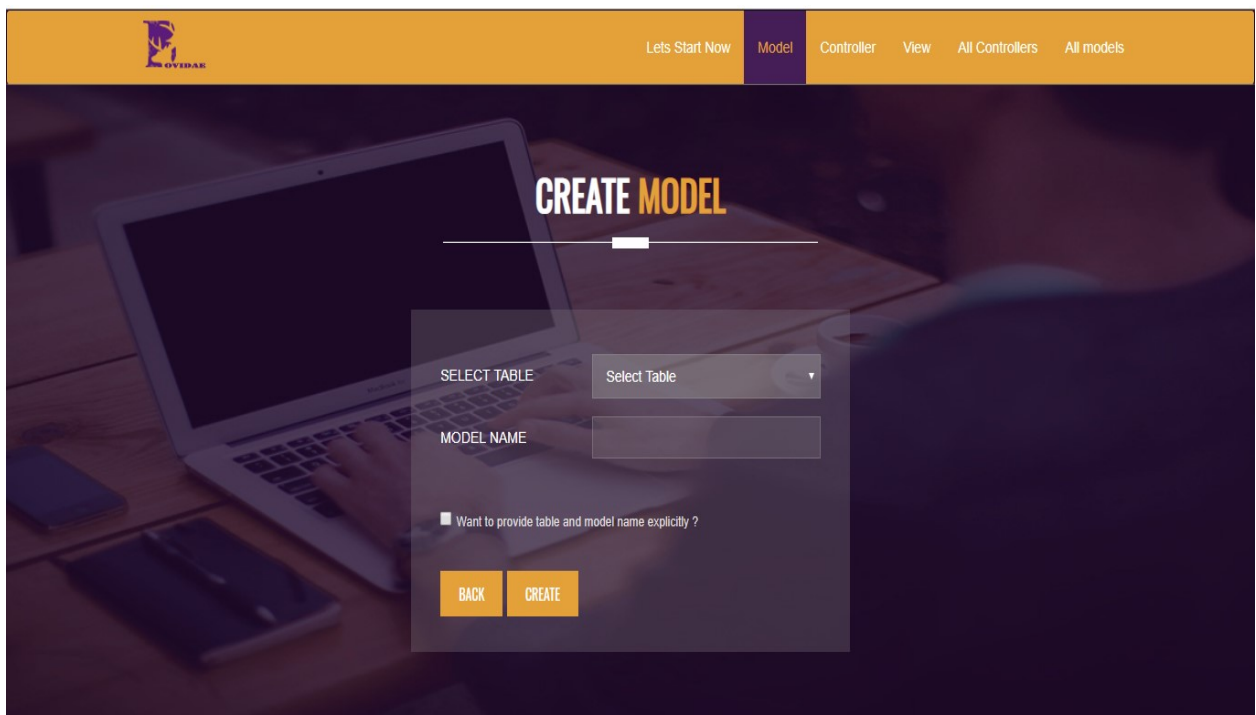 BOVIDAE
Lets Start Now
Model
Controller
View
All Controllers
All models
CREATE MODEL
SELECT TABLE
Select Table
MODEL NAME
Want to provide table and model name explicitly ?
BACK
CREATE